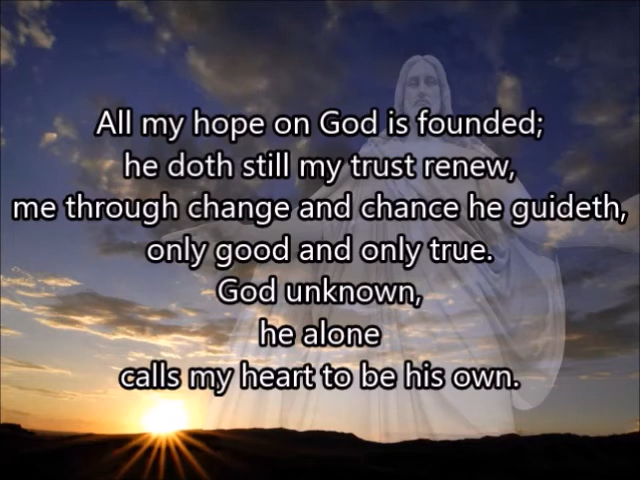 All my hope on God is founded;
he doth still my trust renew,
me through change and chance he guideth,
only good and only true.
God unknown,
he alone
calls my heart to be his own.